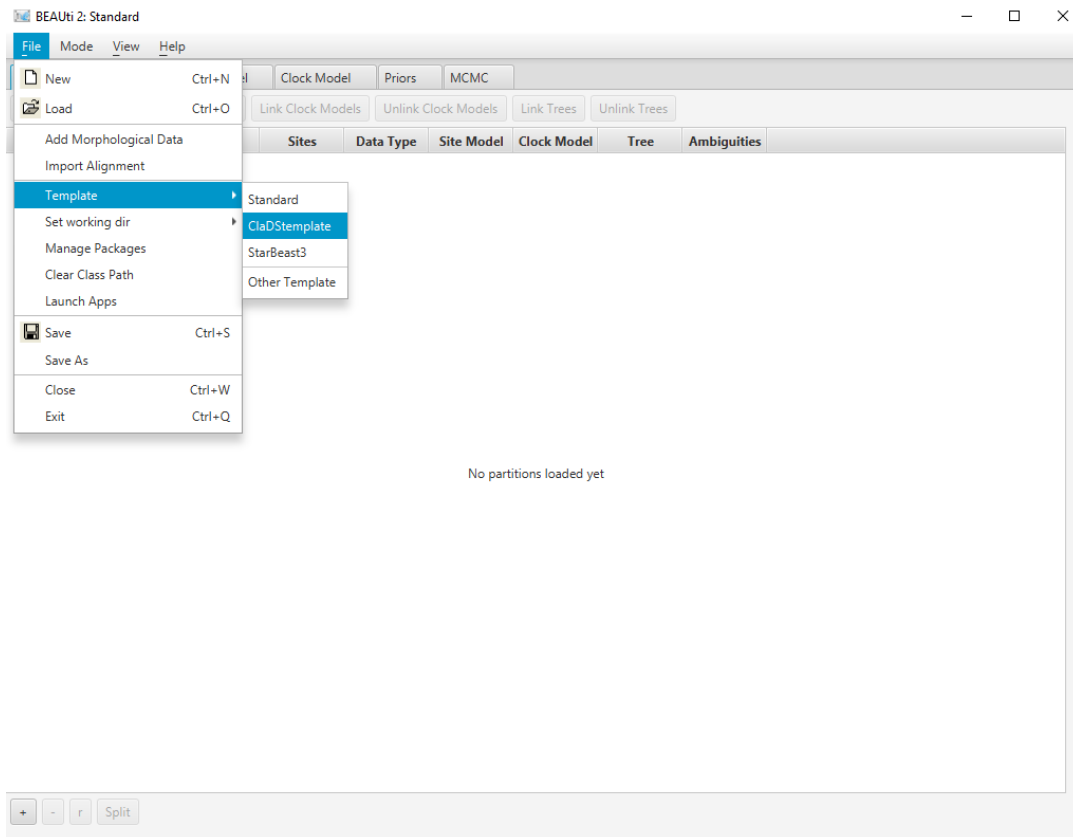 BEAUti 2: Standard
File Mode View Help
el Clock Model Priors MCMC
Link Clock Models Unlink Clock Models Link Trees Unlink Trees
Sites Data Type Site Model Clock Model Tree Ambiguities
New Ctrl+N
Load Ctrl+O
Add Morphological Data
Import Alignment
Template
Set working dir
Manage Packages
Clear Class Path
Launch Apps
Save Ctrl+S
Save As
Close Ctrl+W
Exit Ctrl+Q
Standard
ClaDStemplate
StarBeast3
Other Template
No partitions loaded yet
+ - r Split